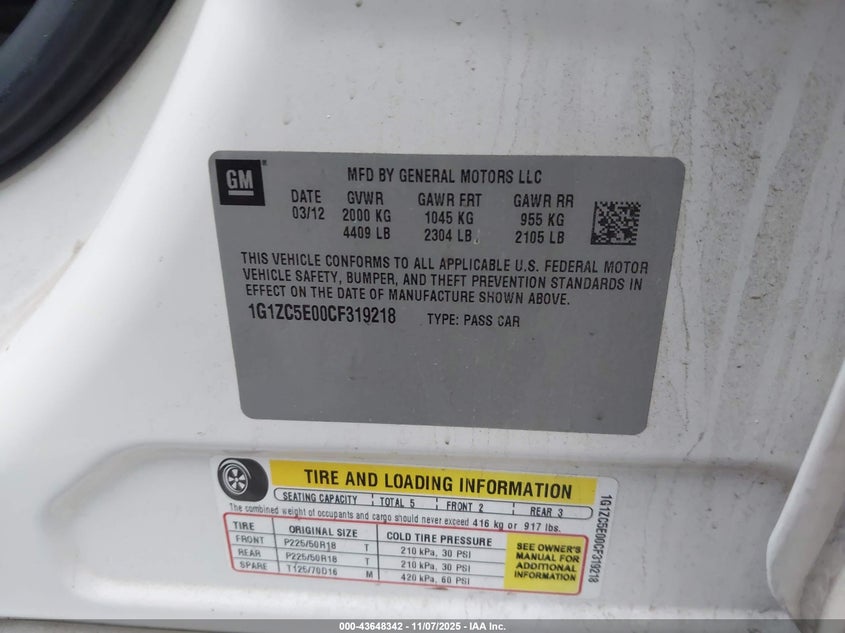 GM
MFD BY GENERAL MOTORS LLC
DATE GVWR GAWR FRT GAWR RR
03/12 2000 KG 1045 KG 955 KG
4409 LB 2304 LB 2105 LB
THIS VEHICLE CONFORMS TO ALL APPLICABLE U.S. FEDERAL MOTOR
VEHICLE SAFETY, BUMPER, AND THEFT PREVENTION STANDARDS IN
EFFECT ON THE DATE OF MANUFACTURE SHOWN ABOVE.
1G1ZC5E00CF319218 TYPE: PASS CAR
TIRE AND LOADING INFORMATION
SEATING CAPACITY TOTAL 5 FRONT 2 REAR 3
The combined weight of occupants and cargo should never exceed 416 kg or 917 lbs.
TIRE ORIGINAL SIZE COLD TIRE PRESSURE
FRONT P225/50R18 T 210 kPa, 30 PSI
REAR P225/50R18 T 210 kPa, 30 PSI
SPARE T125/70D16 M 420 kPa, 60 PSI
SEE OWNER'S
MANUAL FOR
ADDITIONAL
INFORMATION
1G1ZC5E00CF319218
000-43648342 - 11/07/2025 - IAA Inc.